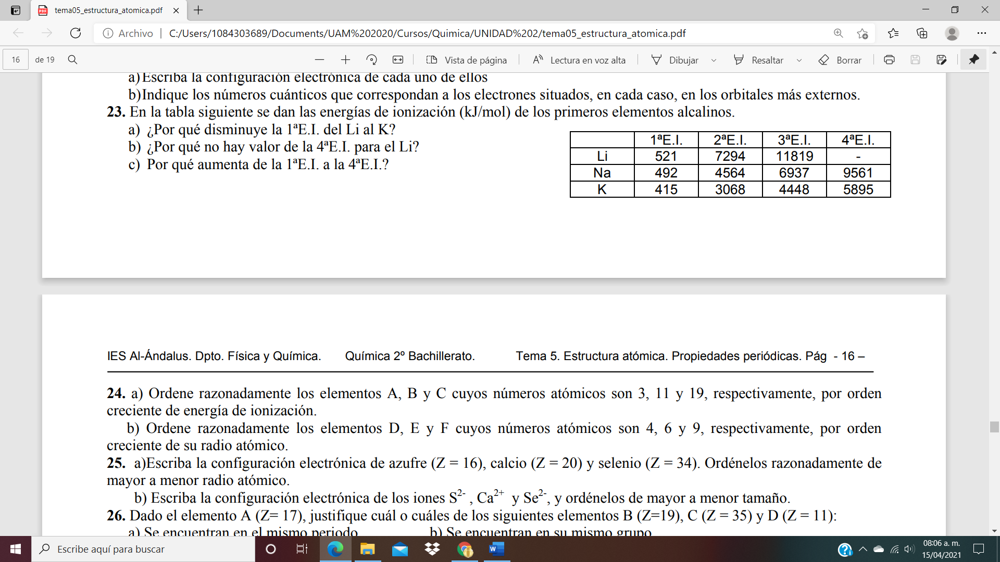 tema05_estructura_atomica.pdf
Archivo | C:/Users/1084303689/Documents/UAM%202020/Cursos/Quimica/UNIDAD%202/tema05_estructura_atomica.pdf
16 de 19 Vista de página Lectura en voz alta Dibujar Resaltar Borrar
a)Escriba la configuración electrónica de cada uno de ellos
b)Indique los números cuánticos que correspondan a los electrones situados, en cada caso, en los orbitales más externos.
23. En la tabla siguiente se dan las energías de ionización (kJ/mol) de los primeros elementos alcalinos.
a) ¿Por qué disminuye la 1ªE.I. del Li al K?
b) ¿Por qué no hay valor de la 4ªE.I. para el Li?
c) Por qué aumenta de la 1ªE.I. a la 4ªE.I.?
1ªE.I. 2ªE.I. 3ªE.I. 4ªE.I.
Li 521 7294 11819 -
Na 492 4564 6937 9561
K 415 3068 4448 5895
IES Al-Ándalus. Dpto. Física y Química. Química 2º Bachillerato. Tema 5. Estructura atómica. Propiedades periódicas. Pág - 16 –
24. a) Ordene razonadamente los elementos A, B y C cuyos números atómicos son 3, 11 y 19, respectivamente, por orden
creciente de energía de ionización.
b) Ordene razonadamente los elementos D, E y F cuyos números atómicos son 4, 6 y 9, respectivamente, por orden
creciente de su radio atómico.
25. a)Escriba la configuración electrónica de azufre (Z = 16), calcio (Z = 20) y selenio (Z = 34). Ordénelos razonadamente de
mayor a menor radio atómico.
b) Escriba la configuración electrónica de los iones S2- , Ca2+ y Se2-, y ordénelos de mayor a menor tamaño.
26. Dado el elemento A (Z= 17), justifique cuál o cuáles de los siguientes elementos B (Z=19), C (Z = 35) y D (Z = 11):
a) Se encuentran en el mismo periodo b) Se encuentran en su mismo grupo
Escribe aquí para buscar
08:06 a. m.
15/04/2021